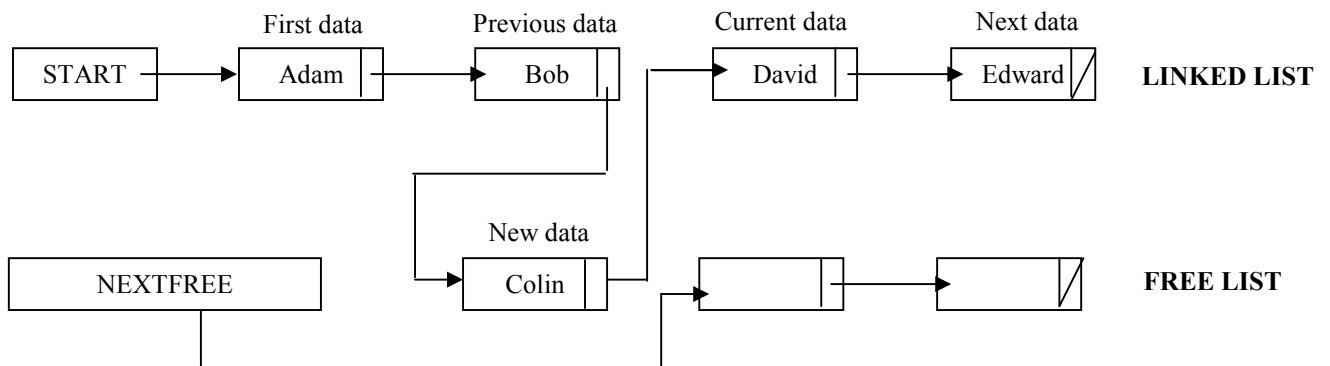 First data Previous data Current data Next data
START Adam Bob David Edward LINKED LIST
New data
NEXTFREE Colin FREE LIST